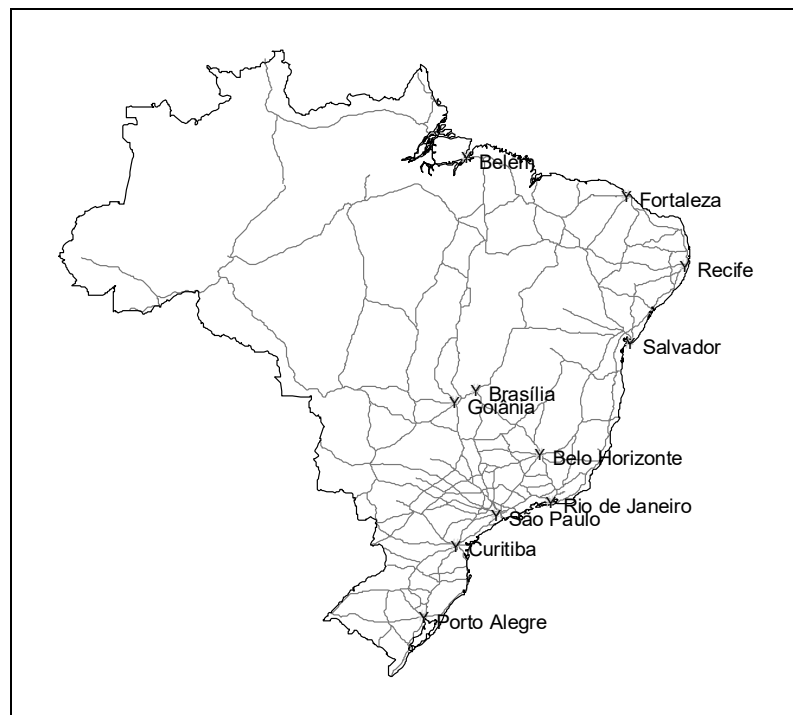 Belém
Fortaleza
Recife
Salvador
Brasília
Goiânia
Belo Horizonte
Rio de Janeiro
São Paulo
Curitiba
Porto Alegre